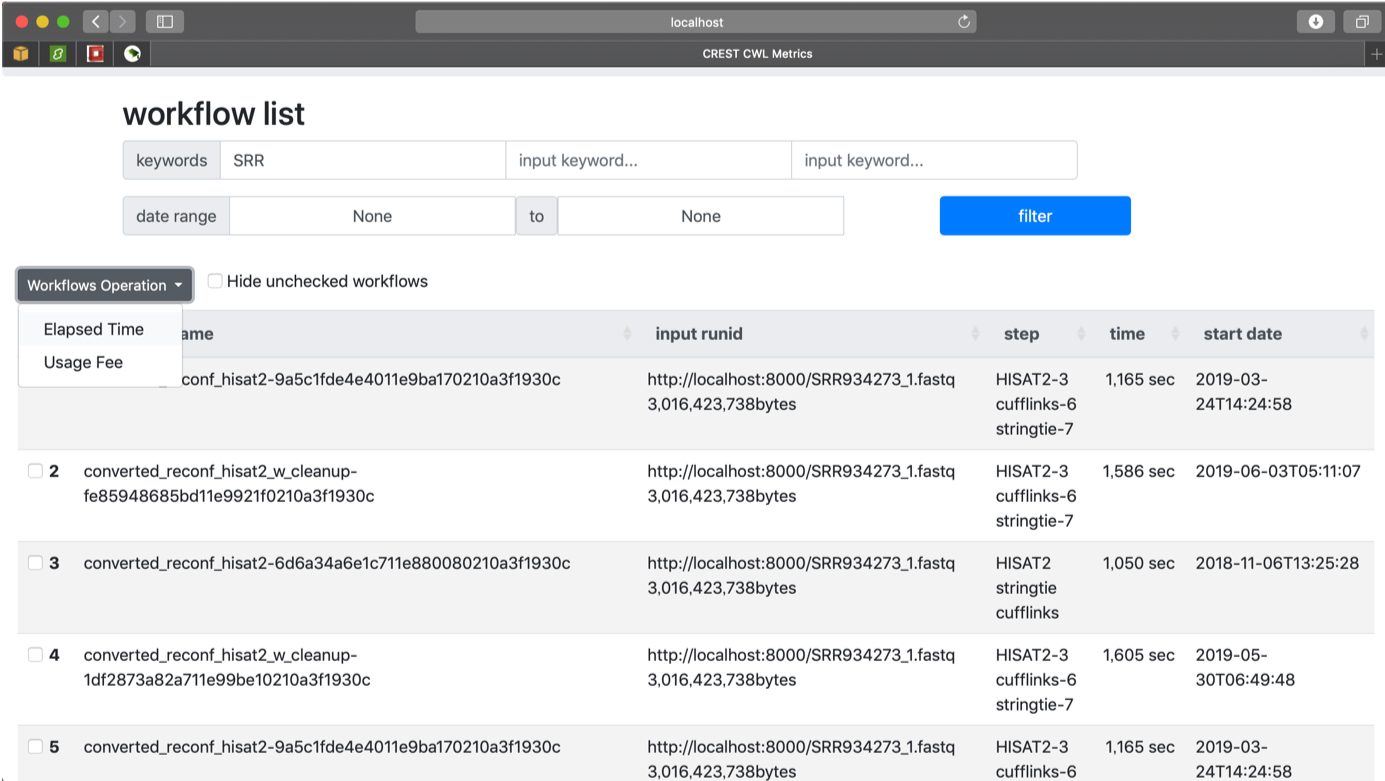 localhost
CREST CWL Metrics
workflow list
keywords SRR input keyword... input keyword...
date range None to None filter
Workflows Operation Hide unchecked workflows
Elapsed Time
Usage Fee
ame input runid step time start date
_reconf_hisat2-9a5c1fde4e4011e9ba170210a3f1930c http://localhost:8000/SRR934273_1.fastq HISAT2-3 1,165 sec 2019-03-
3,016,423,738bytes cufflinks-6 24T14:24:58
stringtie-7
2 converted_reconf_hisat2_w_cleanup- http://localhost:8000/SRR934273_1.fastq HISAT2-3 1,586 sec 2019-06-03T05:11:07
fe85948685bd11e9921f0210a3f1930c 3,016,423,738bytes cufflinks-6
stringtie-7
3 converted_reconf_hisat2-6d6a34a6e1c711e880080210a3f1930c http://localhost:8000/SRR934273_1.fastq HISAT2 1,050 sec 2018-11-06T13:25:28
3,016,423,738bytes stringtie
cufflinks
4 converted_reconf_hisat2_w_cleanup- http://localhost:8000/SRR934273_1.fastq HISAT2-3 1,605 sec 2019-05-
1df2873a82a711e99be10210a3f1930c 3,016,423,738bytes cufflinks-6 30T06:49:48
stringtie-7
5 converted_reconf_hisat2-9a5c1fde4e4011e9ba170210a3f1930c http://localhost:8000/SRR934273_1.fastq HISAT2-3 1,165 sec 2019-03-
3,016,423,738bytes cufflinks-6 24T14:24:58